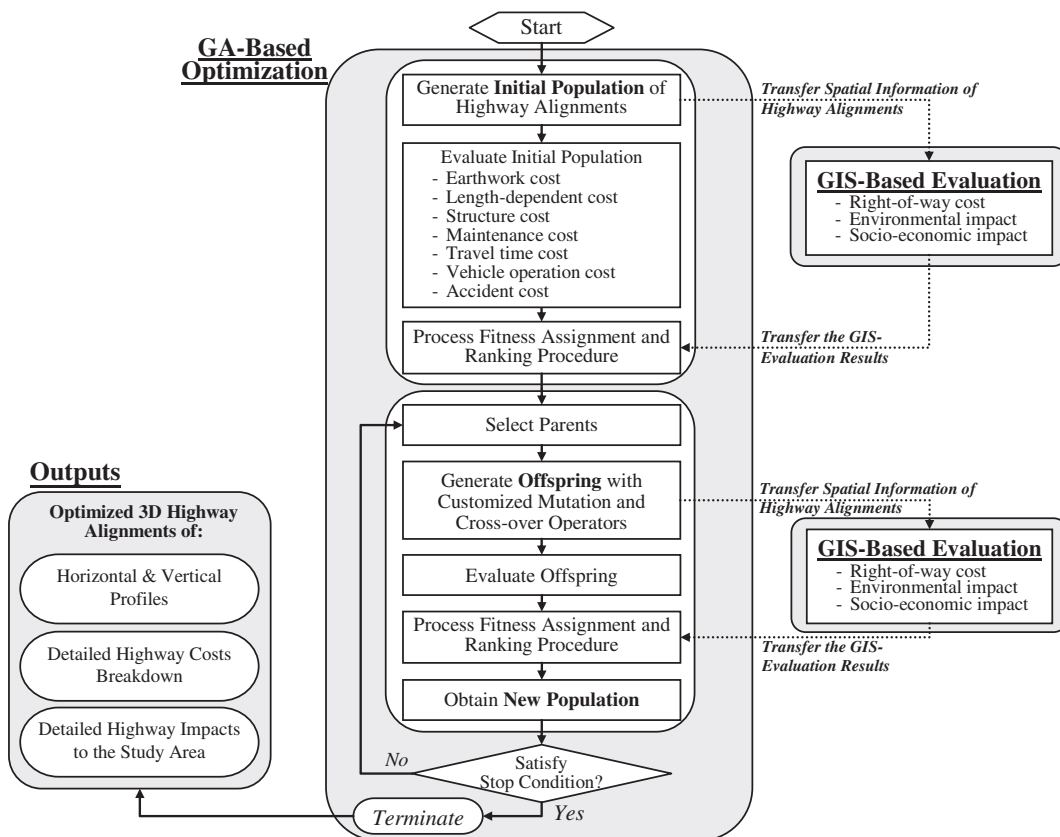 Start
GA-Based
Optimization
Generate Initial Population of
Highway Alignments
Transfer Spatial Information of
Highway Alignments
Evaluate Initial Population
- Earthwork cost
- Length-dependent cost
- Structure cost
- Maintenance cost
- Travel time cost
- Vehicle operation cost
- Accident cost
GIS-Based Evaluation
- Right-of-way cost
- Environmental impact
- Socio-economic impact
Process Fitness Assignment and
Ranking Procedure
Transfer the GIS-
Evaluation Results
Select Parents
Generate Offspring with
Customized Mutation and
Cross-over Operators
Transfer Spatial Information of
Highway Alignments
GIS-Based Evaluation
- Right-of-way cost
- Environmental impact
- Socio-economic impact
Evaluate Offspring
Process Fitness Assignment and
Ranking Procedure
Transfer the GIS-
Evaluation Results
Obtain New Population
Satisfy
Stop Condition?
No
Yes
Terminate
Outputs
Optimized 3D Highway
Alignments of:
Horizontal & Vertical
Profiles
Detailed Highway Costs
Breakdown
Detailed Highway Impacts
to the Study Area